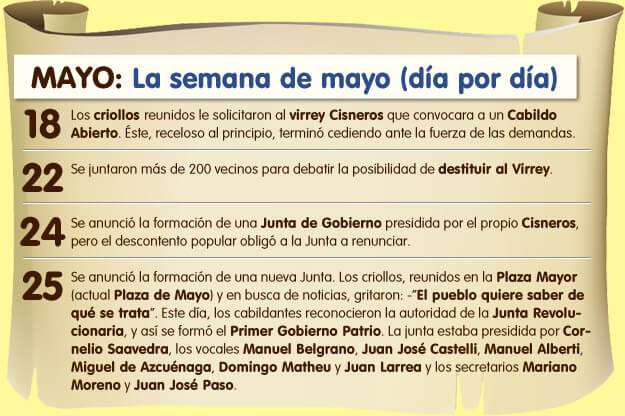 MAYO: La semana de mayo (día por día)
18 Los criollos reunidos le solicitaron al virrey Cisneros que convocara a un Cabildo
Abierto. Éste, receloso al principio, terminó cediendo ante la fuerza de las demandas.
22 Se juntaron más de 200 vecinos para debatir la posibilidad de destituir al Virrey.
24 Se anunció la formación de una Junta de Gobierno presidida por el propio Cisneros,
pero el descontento popular obligó a la Junta a renunciar.
25 Se anunció la formación de una nueva Junta. Los criollos, reunidos en la Plaza Mayor
(actual Plaza de Mayo) y en busca de noticias, gritaron: -"El pueblo quiere saber de
qué se trata". Este día, los cabildantes reconocieron la autoridad de la Junta Revolu-
cionaria, y así se formó el Primer Gobierno Patrio. La junta estaba presidida por Cor-
nelio Saavedra, los vocales Manuel Belgrano, Juan José Castelli, Manuel Alberti,
Miguel de Azcuénaga, Domingo Matheu y Juan Larrea y los secretarios Mariano
Moreno y Juan José Paso.